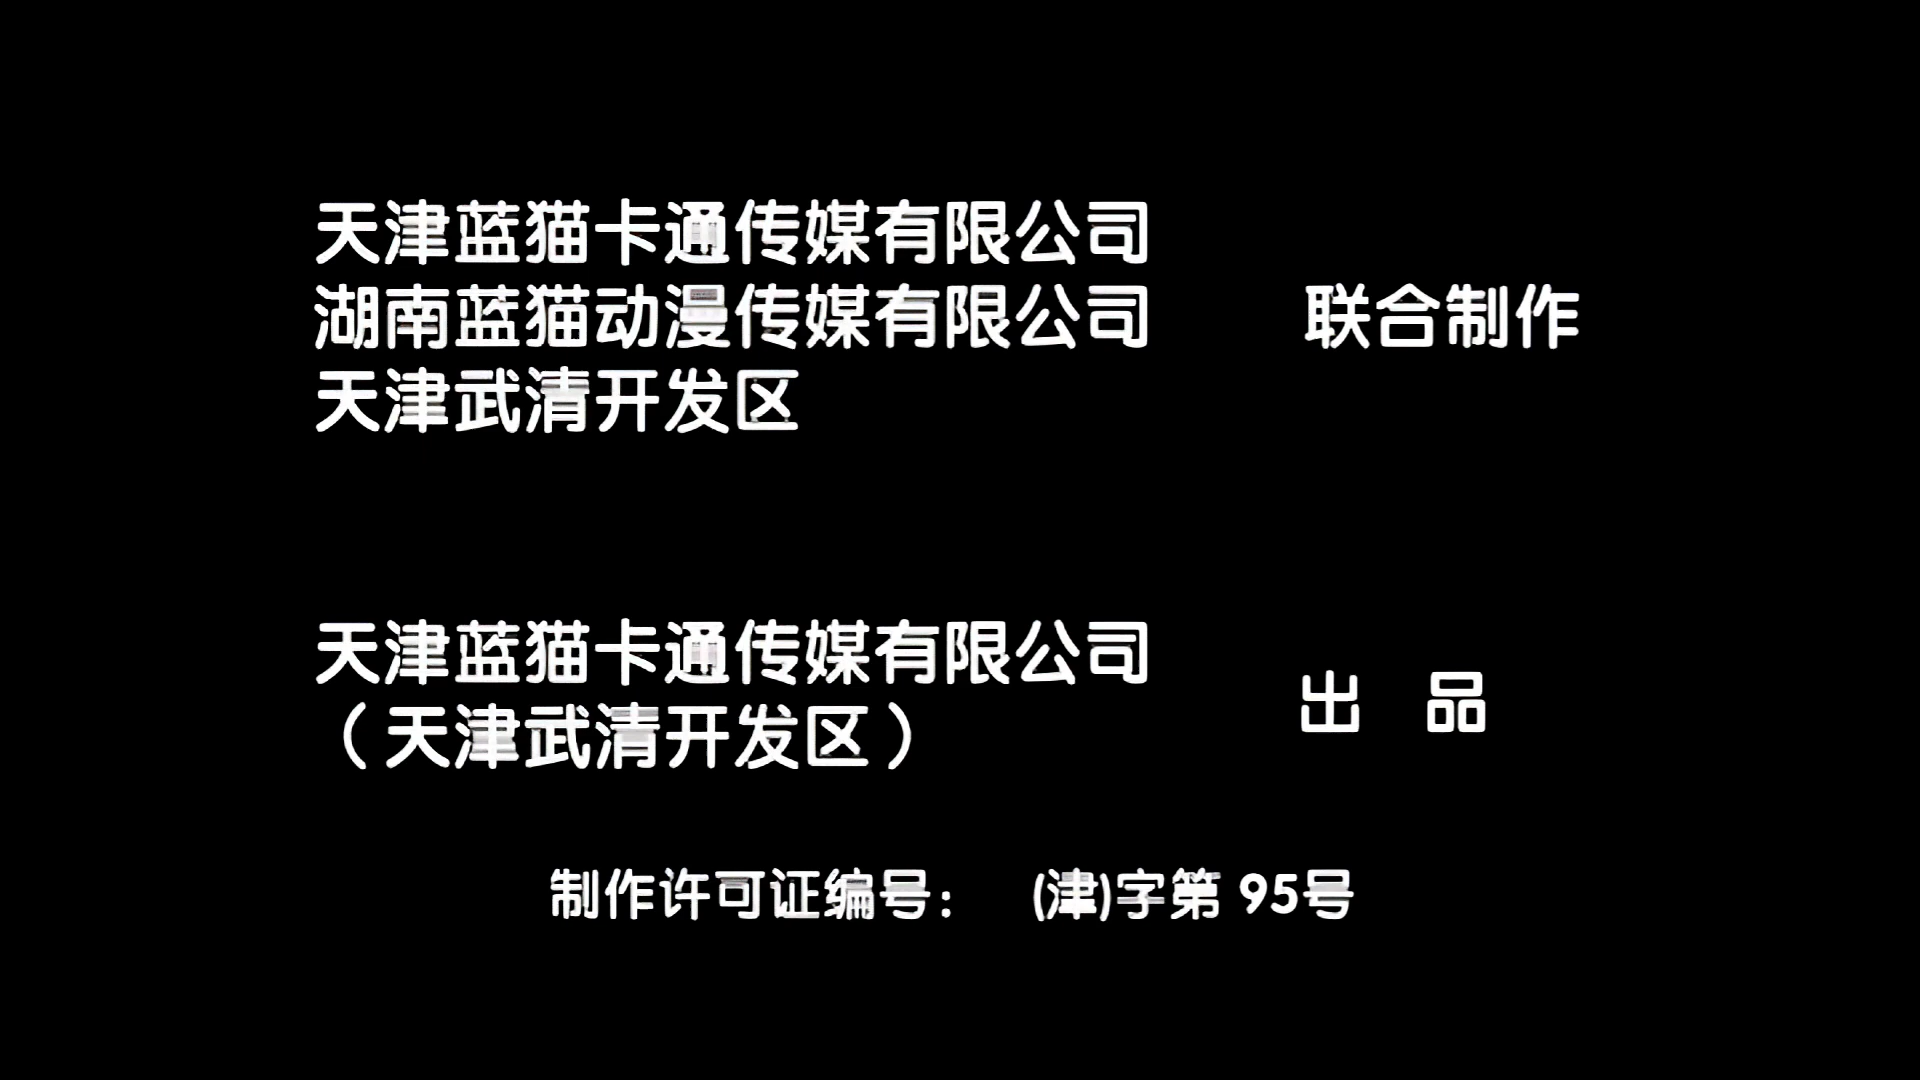 天津蓝猫卡通传媒有限公司
湖南蓝猫动漫传媒有限公司 联合制作
天津武清开发区
天津蓝猫卡通传媒有限公司
（天津武清开发区） 出 品
制作许可证编号： (津)字第 95号